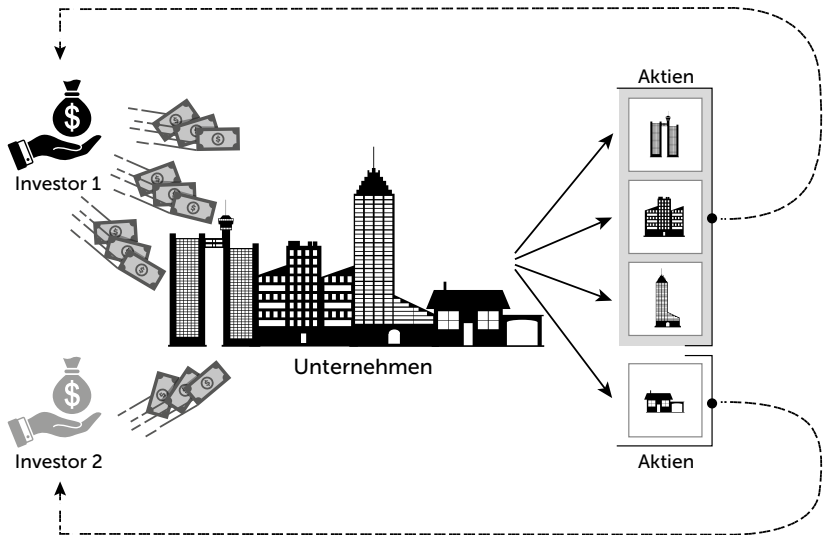 Aktien
$
Investor 1
Unternehmen
$
Investor 2
Aktien